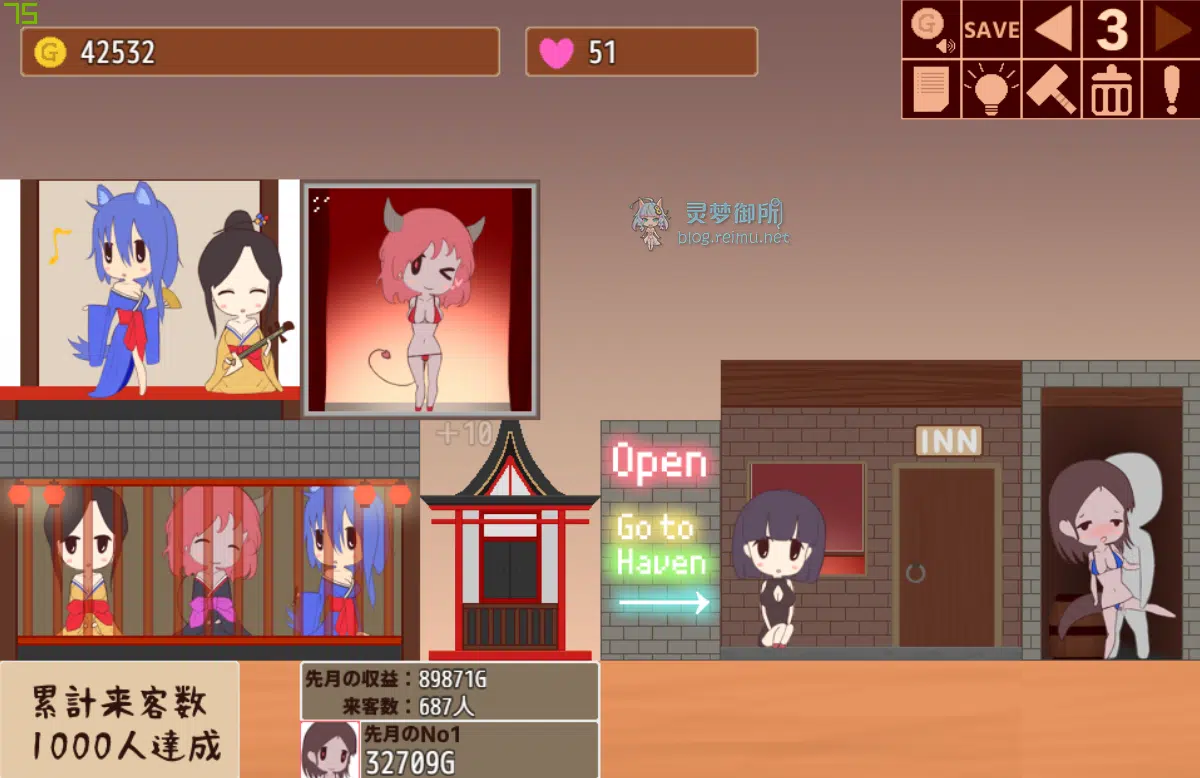 75
G 42532
51
G
SAVE
3
灵梦御所
blog.reimu.net
+10
INN
Open
Go to
Haven
累計来客数
1000人達成
先月の収益：89871G
来客数：687人
先月のNo1
32709G